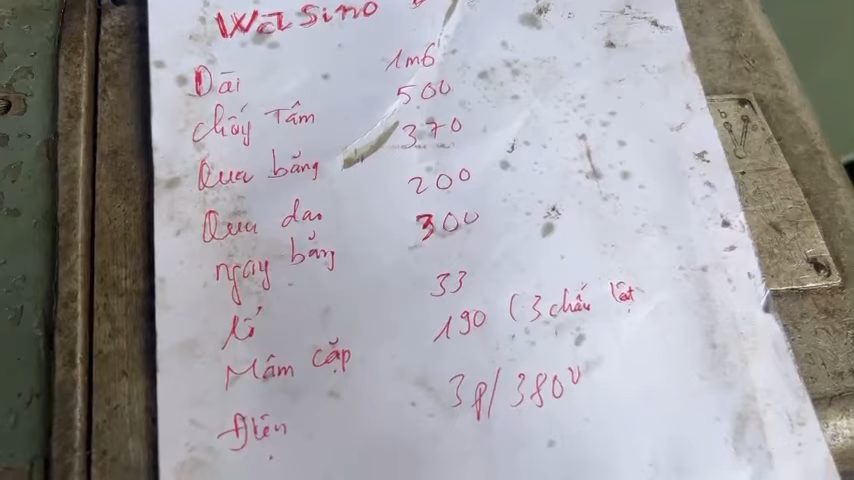 Wasino
Dài 1m6
chống Tâm 500
Qua băng 370
Qua dao 200
ngay băng 300
lỗ 33
Mâm cặp 190 (3 chấu lật
Điện 3p/380v